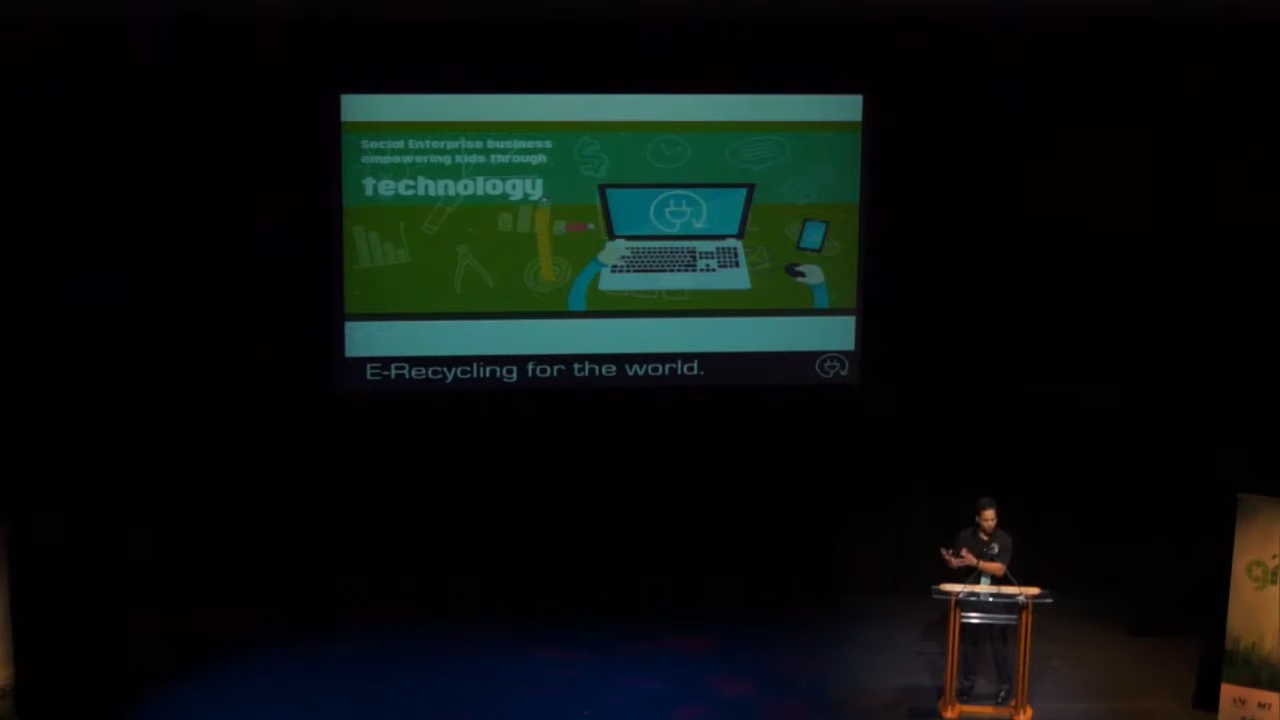 Social Enterprise business
empowering kids through
technology
E-Recycling for the world.